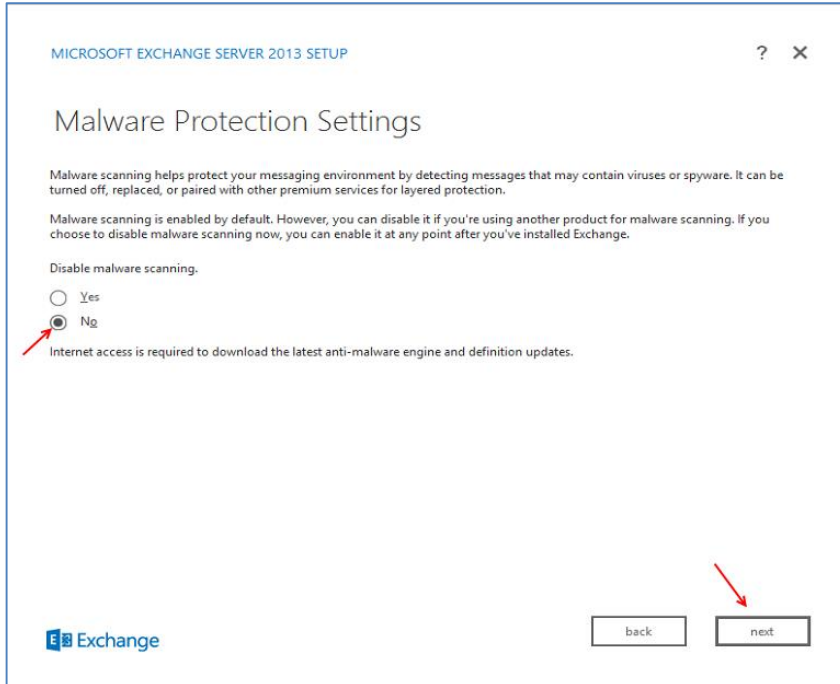 MICROSOFT EXCHANGE SERVER 2013 SETUP
? ✕
Malware Protection Settings
Malware scanning helps protect your messaging environment by detecting messages that may contain viruses or spyware. It can be
turned off, replaced, or paired with other premium services for layered protection.
Malware scanning is enabled by default. However, you can disable it if you're using another product for malware scanning. If you
choose to disable malware scanning now, you can enable it at any point after you've installed Exchange.
Disable malware scanning.
Yes
No
Internet access is required to download the latest anti-malware engine and definition updates.
back
next
Exchange